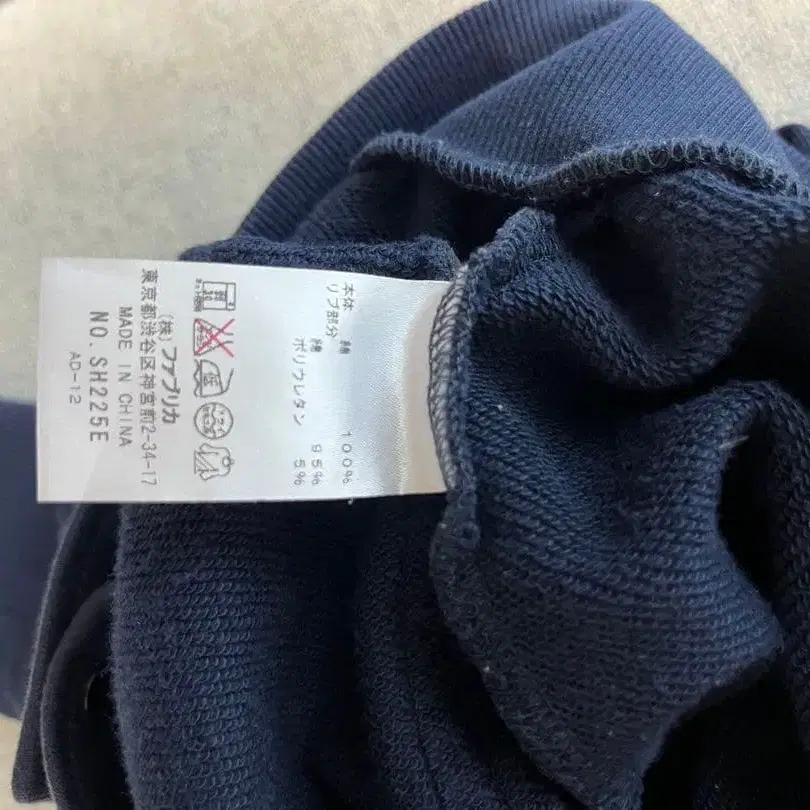 本体 綿 100%
リブ部分 綿 95%
ポリウレタン 5%
(株)ファブリカ
東京都渋谷区神宮前2-34-17
MADE IN CHINA
NO. SH225E
AD-12